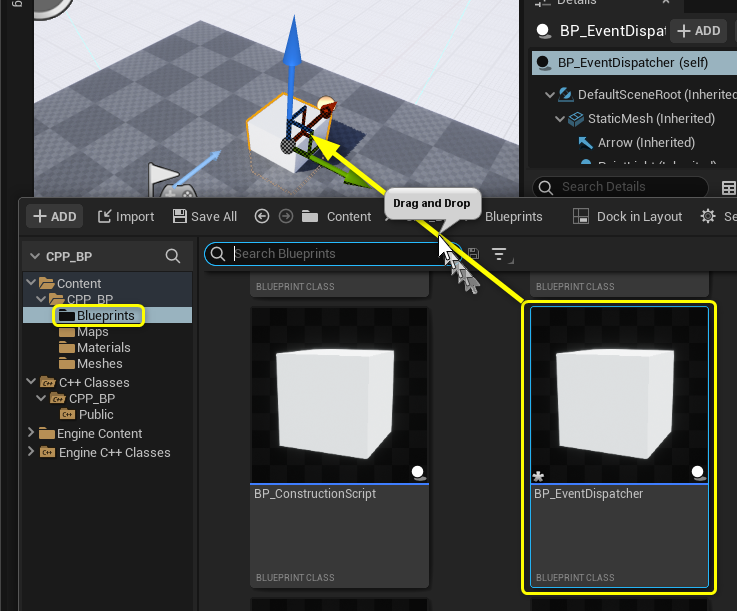 Details
BP_EventDispat
+ ADD
BP_EventDispatcher (self)
DefaultSceneRoot (Inherited
StaticMesh (Inherited)
Arrow (Inherited)
Search Details
Drag and Drop
+ ADD
Import
Save All
Content
Blueprints
Dock in Layout
Se
CPP_BP
Search Blueprints
Content
CPP_BP
Blueprints
Maps
Materials
Meshes
C++ Classes
CPP_BP
Public
Engine Content
Engine C++ Classes
BLUEPRINT CLASS
BLUEPRINT CLASS
BP_ConstructionScript
BLUEPRINT CLASS
BP_EventDispatcher
BLUEPRINT CLASS